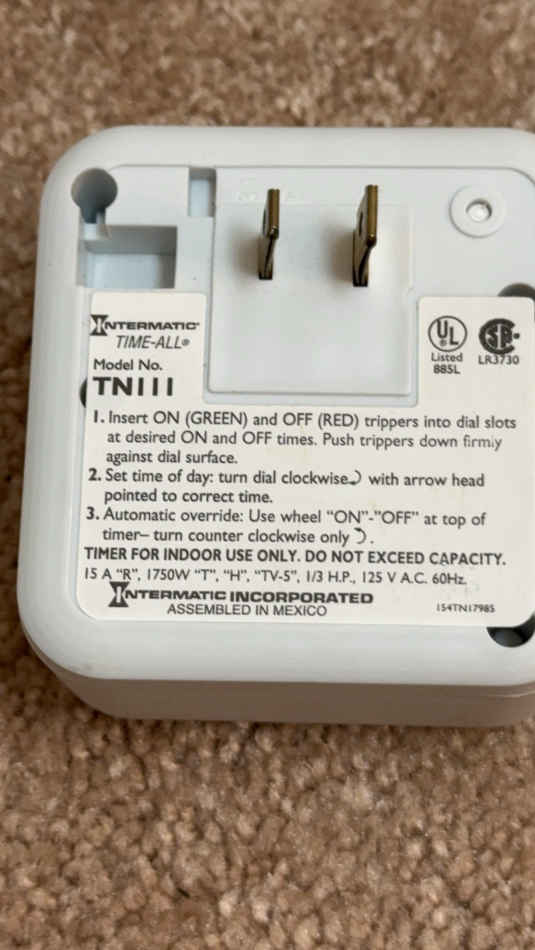 INTERMATIC®
TIME-ALL®
Model No.
TN111
UL
®
Listed
885L
LR3730
1. Insert ON (GREEN) and OFF (RED) trippers into dial slots
at desired ON and OFF times. Push trippers down firmly
against dial surface.
2. Set time of day: turn dial clockwise with arrow head
pointed to correct time.
3. Automatic override: Use wheel "ON"-"OFF" at top of
timer– turn counter clockwise only .
TIMER FOR INDOOR USE ONLY. DO NOT EXCEED CAPACITY.
15 A "R", 1750W "T", "H", "TV-5", 1/3 H.P., 125 V A.C. 60Hz.
INTERMATIC INCORPORATED
ASSEMBLED IN MEXICO
154TN17985